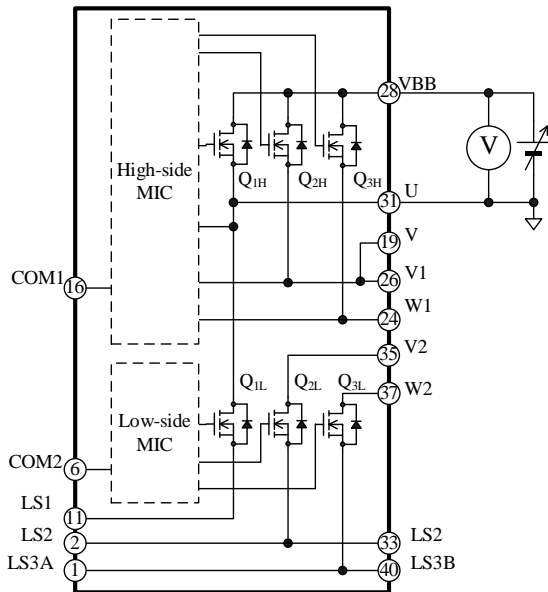 28 VBB
V
Q1H Q2H Q3H
High-side
MIC
31 U
19 V
COM1 16
26 V1
24 W1
35 V2
Q1L Q2L Q3L
37 W2
Low-side
MIC
COM2 6
LS1 11
LS2 2
33 LS2
LS3A 1
40 LS3B